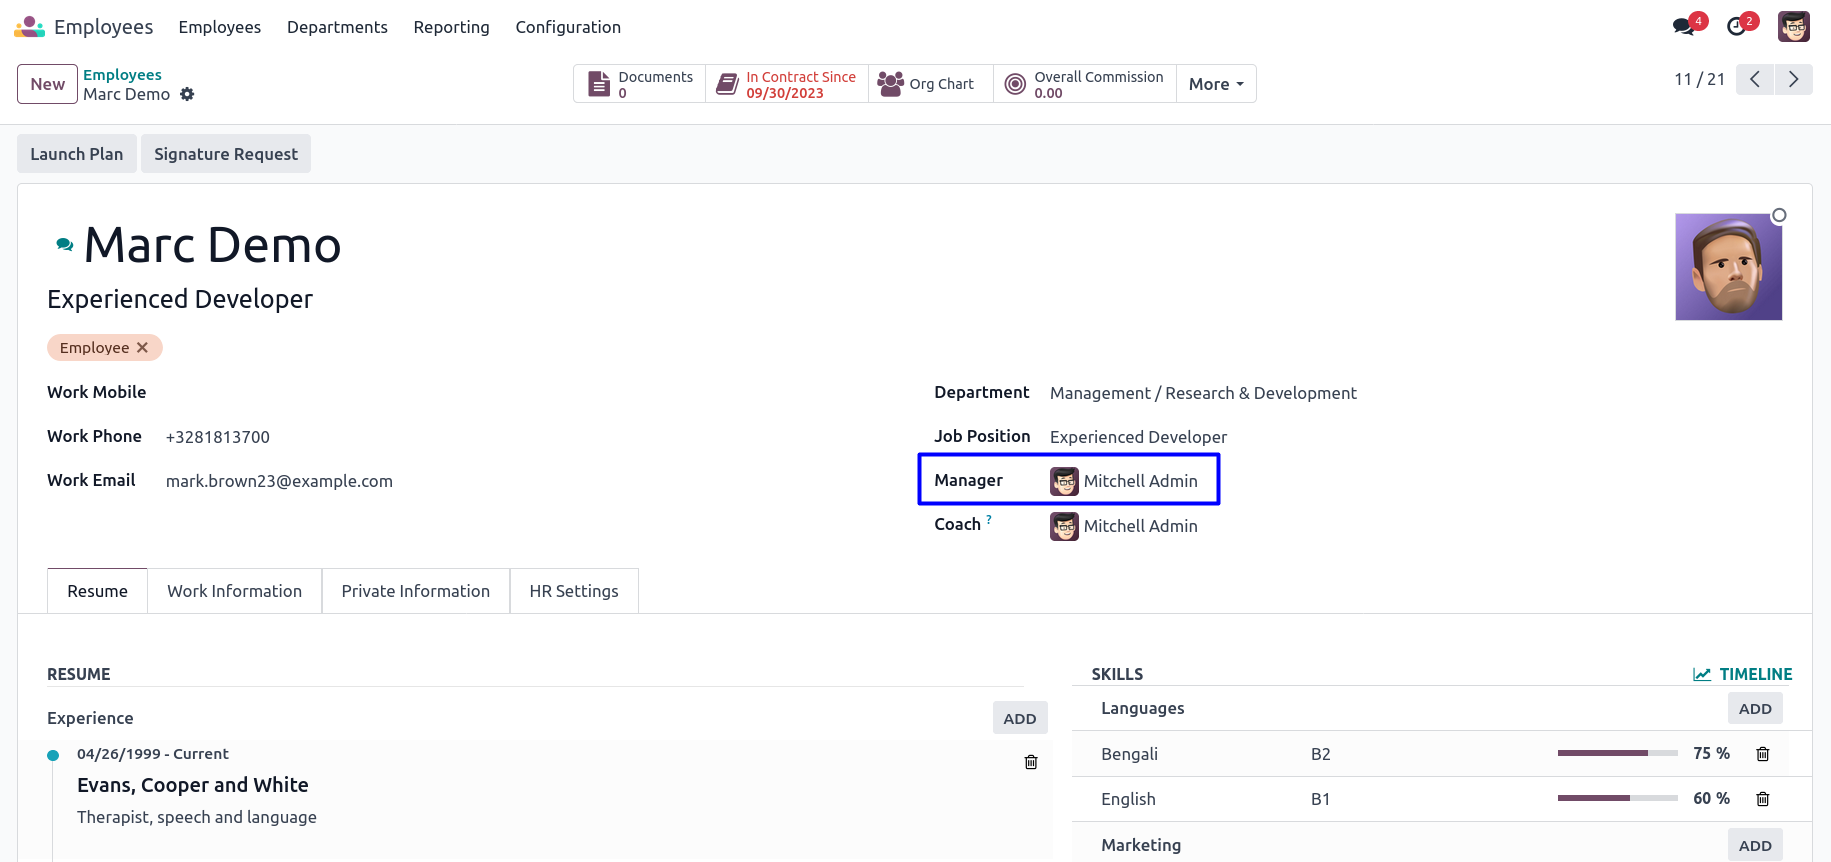 Employees Employees Departments Reporting Configuration 4 2
New Employees Marc Demo
Documents 0 In Contract Since 09/30/2023 Org Chart Overall Commission 0.00 More 11 / 21
Launch Plan Signature Request
Marc Demo
Experienced Developer
Employee
Work Mobile
Work Phone +3281813700
Work Email mark.brown23@example.com
Department Management / Research & Development
Job Position Experienced Developer
Manager Mitchell Admin
Coach ? Mitchell Admin
Resume Work Information Private Information HR Settings
RESUME
Experience ADD
04/26/1999 - Current
Evans, Cooper and White
Therapist, speech and language
SKILLS TIMELINE
Languages ADD
Bengali B2 75 %
English B1 60 %
Marketing ADD